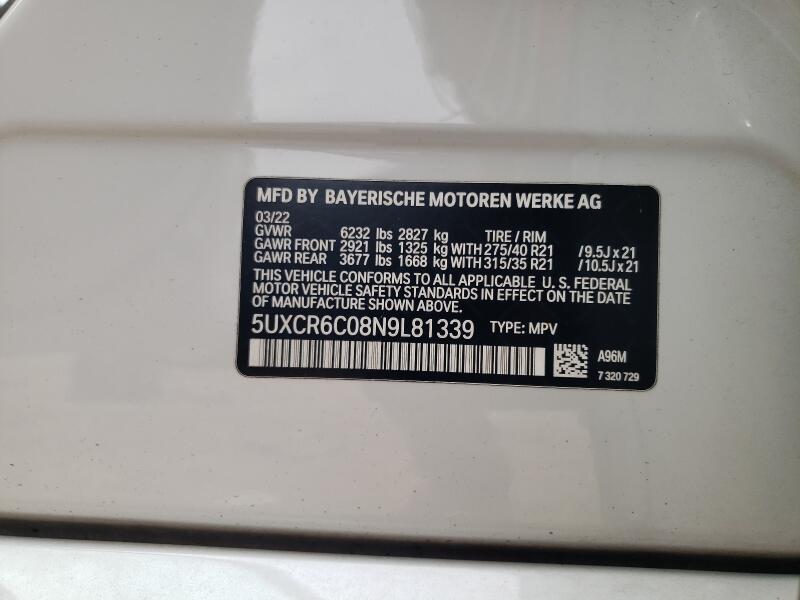 MFD BY BAYERISCHE MOTOREN WERKE AG
03/22
GVWR 6232 lbs 2827 kg TIRE / RIM
GAWR FRONT 2921 lbs 1325 kg WITH 275/40 R21 /9.5J x 21
GAWR REAR 3677 lbs 1668 kg WITH 315/35 R21 /10.5J x 21
THIS VEHICLE CONFORMS TO ALL APPLICABLE U. S. FEDERAL
MOTOR VEHICLE SAFETY STANDARDS IN EFFECT ON THE DATE
OF MANUFACTURE SHOWN ABOVE.
5UXCR6C08N9L81339 TYPE: MPV
A96M
7 320 729